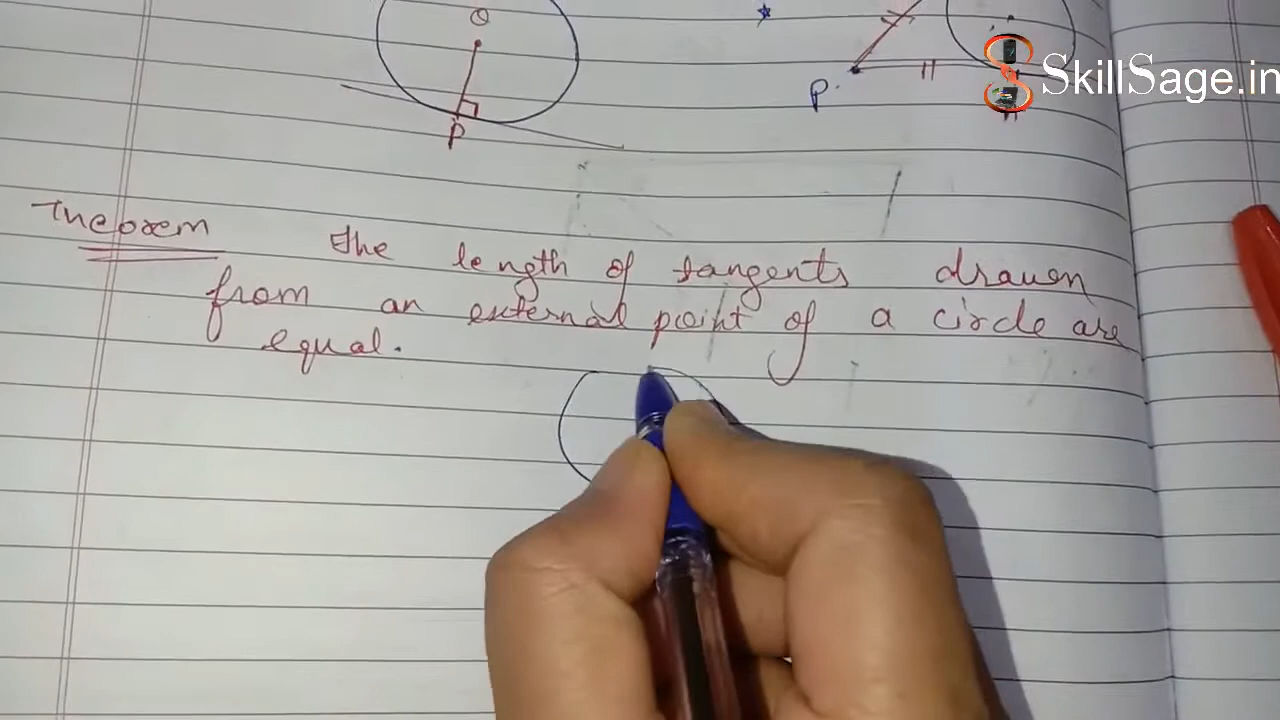 O
P
P
SkillSage.in
Theorem the length of tangents drawn
from an external point of a circle are
equal.